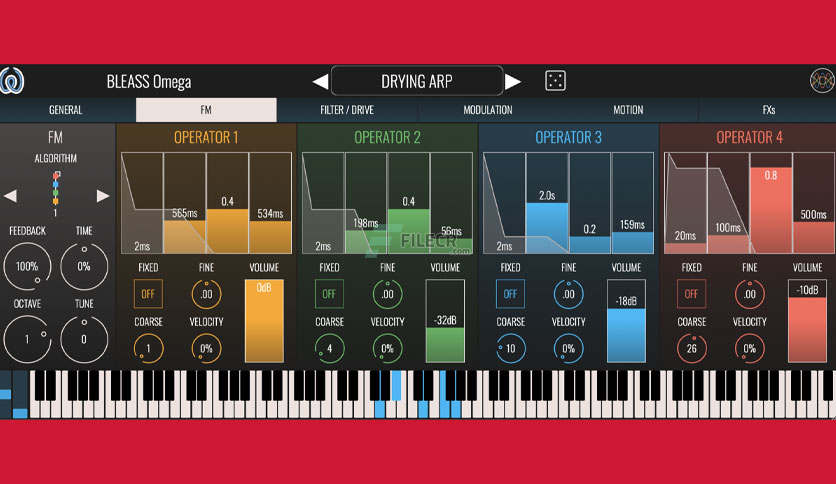 BLEASS Omega
DRYING ARP
GENERAL
FM
FILTER / DRIVE
MODULATION
MOTION
FXs
FM
ALGORITHM
1
FEEDBACK
TIME
100%
0%
OCTAVE
TUNE
1
0
OPERATOR 1
2ms
565ms
0.4
534ms
FIXED
FINE
VOLUME
OFF
.00
0dB
COARSE
VELOCITY
1
0%
OPERATOR 2
2ms
198ms
0.4
56ms
FIXED
FINE
VOLUME
OFF
.00
-32dB
COARSE
VELOCITY
4
0%
OPERATOR 3
2ms
2.0s
0.2
159ms
FIXED
FINE
VOLUME
OFF
.00
-18dB
COARSE
VELOCITY
10
0%
OPERATOR 4
20ms
100ms
0.8
500ms
FIXED
FINE
VOLUME
OFF
.00
-10dB
COARSE
VELOCITY
26
0%
FILECR
.com